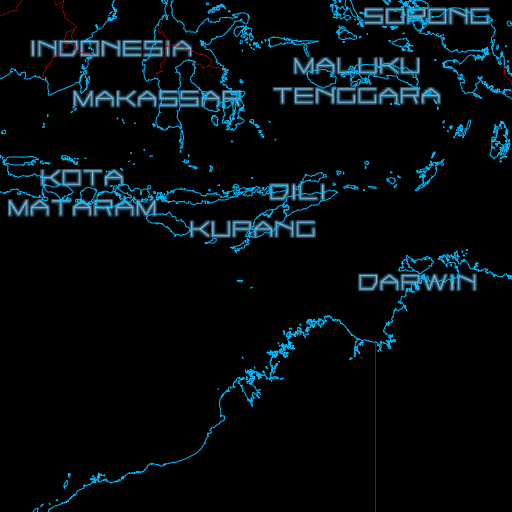 SORONG
INDONESIA
MALUKU
TENGGARA
MAKASSAR
KOTA
MATARAM
DILI
KUPANG
DARWIN